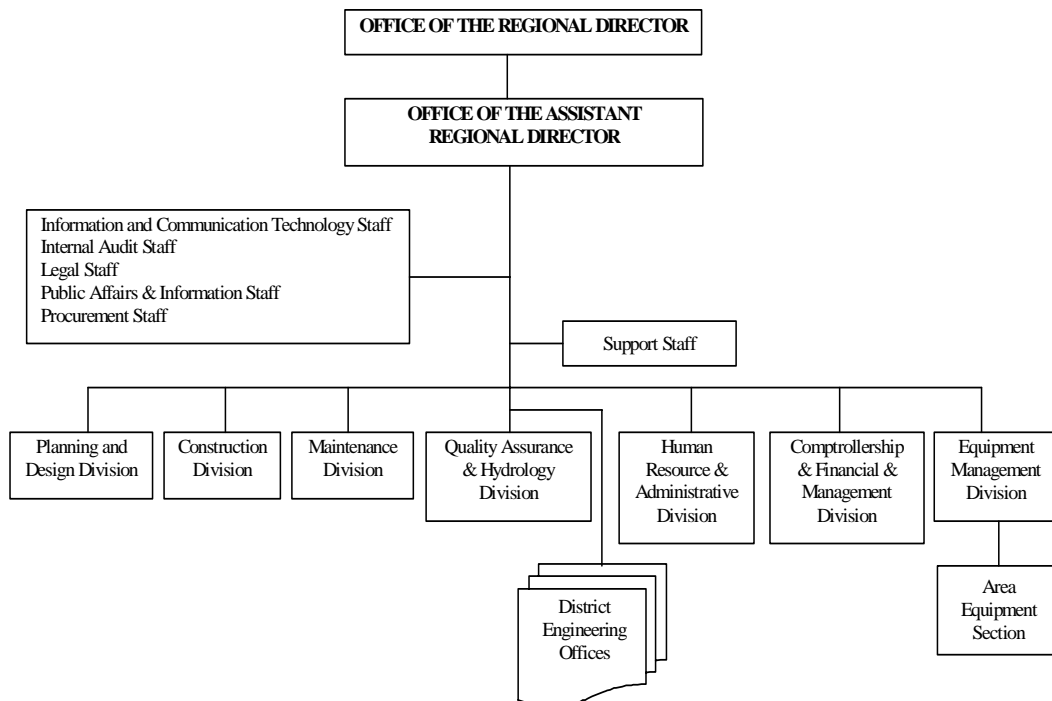 OFFICE OF THE REGIONAL DIRECTOR
OFFICE OF THE ASSISTANT
REGIONAL DIRECTOR
Information and Communication Technology Staff
Internal Audit Staff
Legal Staff
Public Affairs & Information Staff
Procurement Staff
Support Staff
Planning and
Design Division
Construction
Division
Maintenance
Division
Quality Assurance
& Hydrology
Division
Human
Resource &
Administrative
Division
Comptrollership
& Financial &
Management
Division
Equipment
Management
Division
District
Engineering
Offices
Area
Equipment
Section